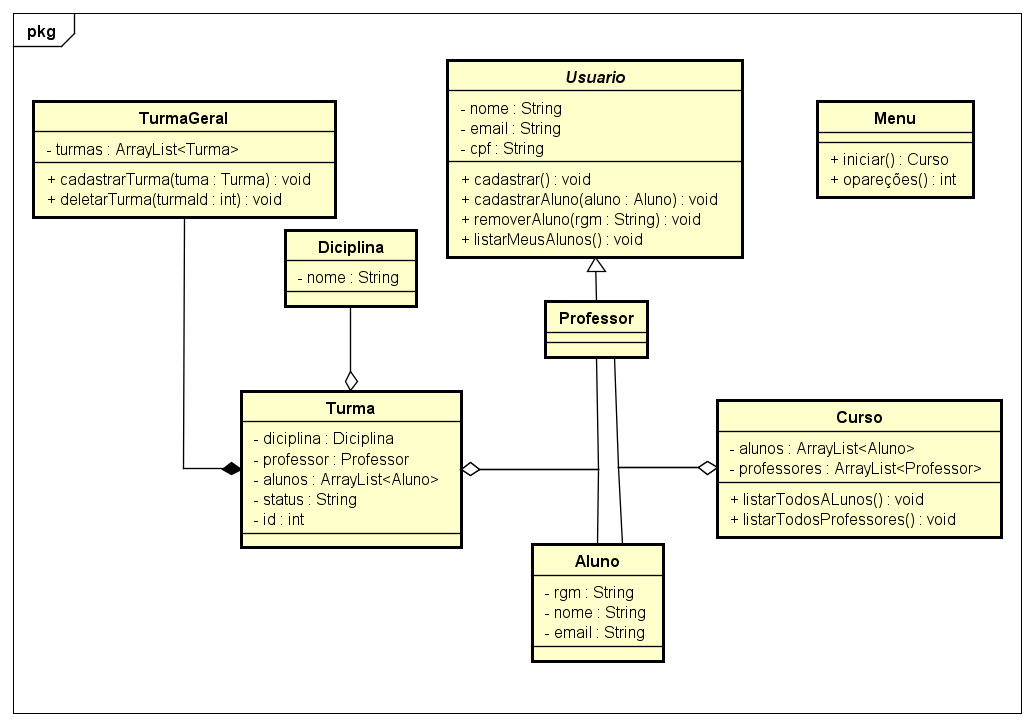 pkg
TurmaGeral
- turmas : ArrayList<Turma>
+ cadastrarTurma(tuma : Turma) : void
+ deletarTurma(turmaId : int) : void
Usuario
- nome : String
- email : String
- cpf : String
+ cadastrar() : void
+ cadastrarAluno(aluno : Aluno) : void
+ removerAluno(rgm : String) : void
+ listarMeusAlunos() : void
Menu
+ iniciar() : Curso
+ opareções() : int
Diciplina
- nome : String
Professor
Turma
- diciplina : Diciplina
- professor : Professor
- alunos : ArrayList<Aluno>
- status : String
- id : int
Curso
- alunos : ArrayList<Aluno>
- professores : ArrayList<Professor>
+ listarTodosALunos() : void
+ listarTodosProfessores() : void
Aluno
- rgm : String
- nome : String
- email : String